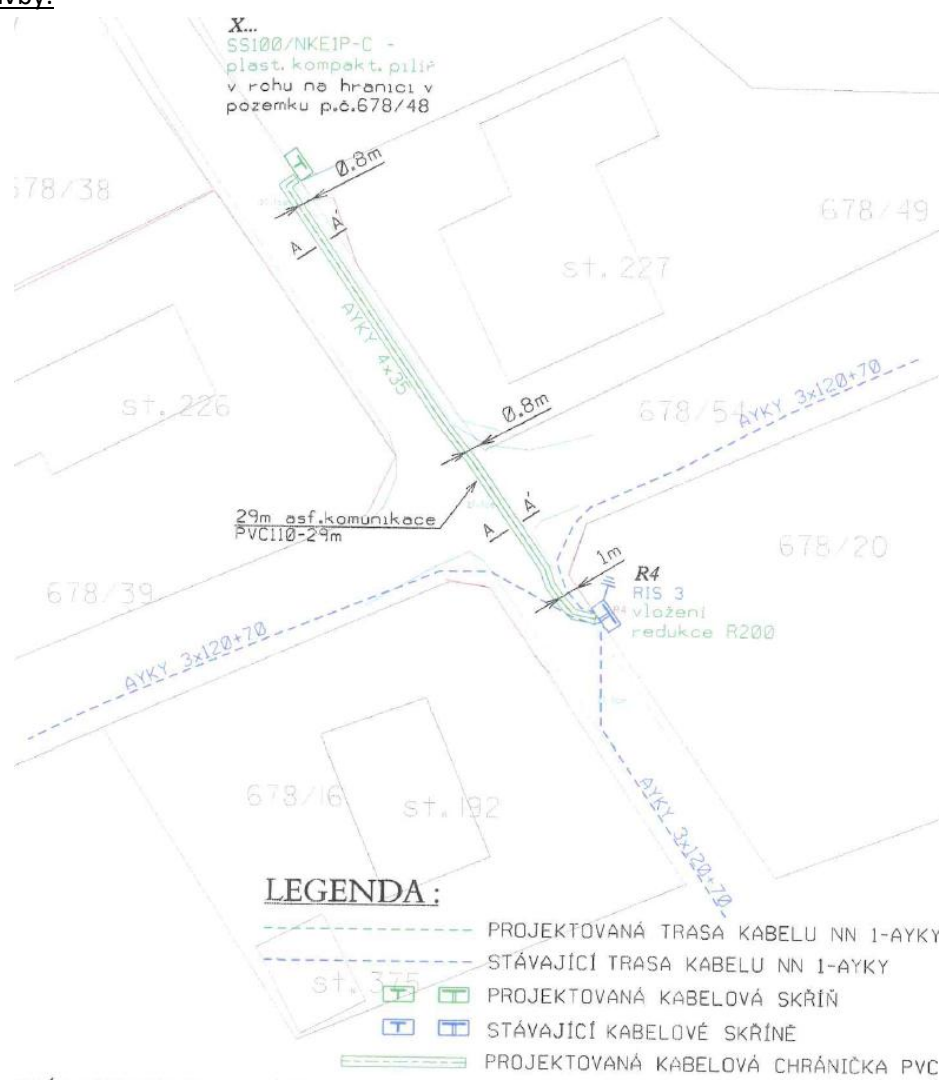 X...
SS100/NKE1P-C -
plast. kompakt. pilíř
v rohu na hranici v
pozemku p.č.678/48
0.8m
678/38
678/49
A A'
st. 227
AYKY 4x35
AYKY 3x120+70
st. 226
0.8m
678/54
29m asf.komunikace
PVC110-29m
A A'
678/20
1m
R4
678/39
RIS 3
vložení
redukce R200
AYKY 3x120+70
678/16
st. 192
AYKY 3x120+70
LEGENDA :
PROJEKTOVANÁ TRASA KABELU NN 1-AYKY
STÁVAJÍCÍ TRASA KABELU NN 1-AYKY
st. 375
PROJEKTOVANÁ KABELOVÁ SKŘÍŇ
STÁVAJÍCÍ KABELOVÉ SKŘÍNĚ
PROJEKTOVANÁ KABELOVÁ CHRÁNIČKA PVC